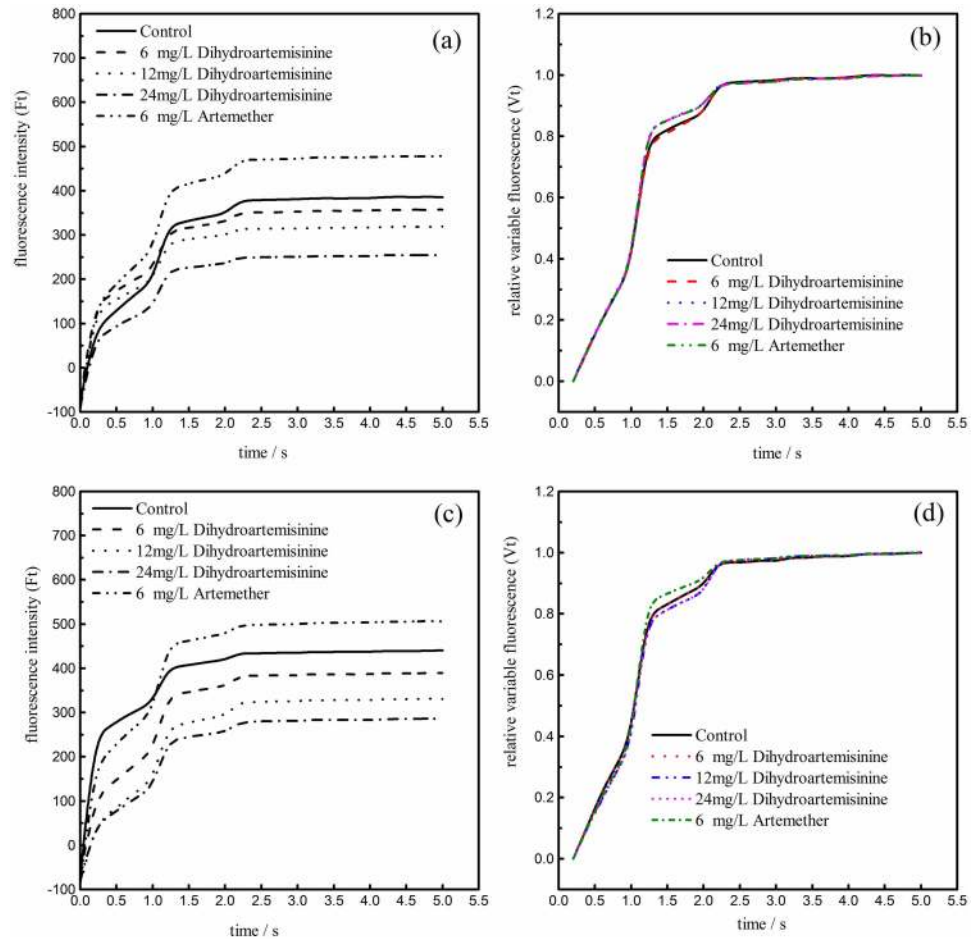 (a)
800
700
600
500
400
300
200
100
0
-100
fluorescence intensity (Ft)
Control
6 mg/L Dihydroartemisinine
12mg/L Dihydroartemisinine
24mg/L Dihydroartemisinine
6 mg/L Artemether
0.0 0.5 1.0 1.5 2.0 2.5 3.0 3.5 4.0 4.5 5.0 5.5
time / s
(b)
1.2
1.0
0.8
0.6
0.4
0.2
0.0
relative variable fluorescence (Vt)
Control
6 mg/L Dihydroartemisinine
12mg/L Dihydroartemisinine
24mg/L Dihydroartemisinine
6 mg/L Artemether
0.0 0.5 1.0 1.5 2.0 2.5 3.0 3.5 4.0 4.5 5.0 5.5
time / s
(c)
800
700
600
500
400
300
200
100
0
-100
fluorescence intensity (Ft)
Control
6 mg/L Dihydroartemisinine
12mg/L Dihydroartemisinine
24mg/L Dihydroartemisinine
6 mg/L Artemether
0.0 0.5 1.0 1.5 2.0 2.5 3.0 3.5 4.0 4.5 5.0 5.5
time / s
(d)
1.2
1.0
0.8
0.6
0.4
0.2
0.0
relative variable fluorescence (Vt)
Control
6 mg/L Dihydroartemisinine
12mg/L Dihydroartemisinine
24mg/L Dihydroartemisinine
6 mg/L Artemether
0.0 0.5 1.0 1.5 2.0 2.5 3.0 3.5 4.0 4.5 5.0 5.5
time / s